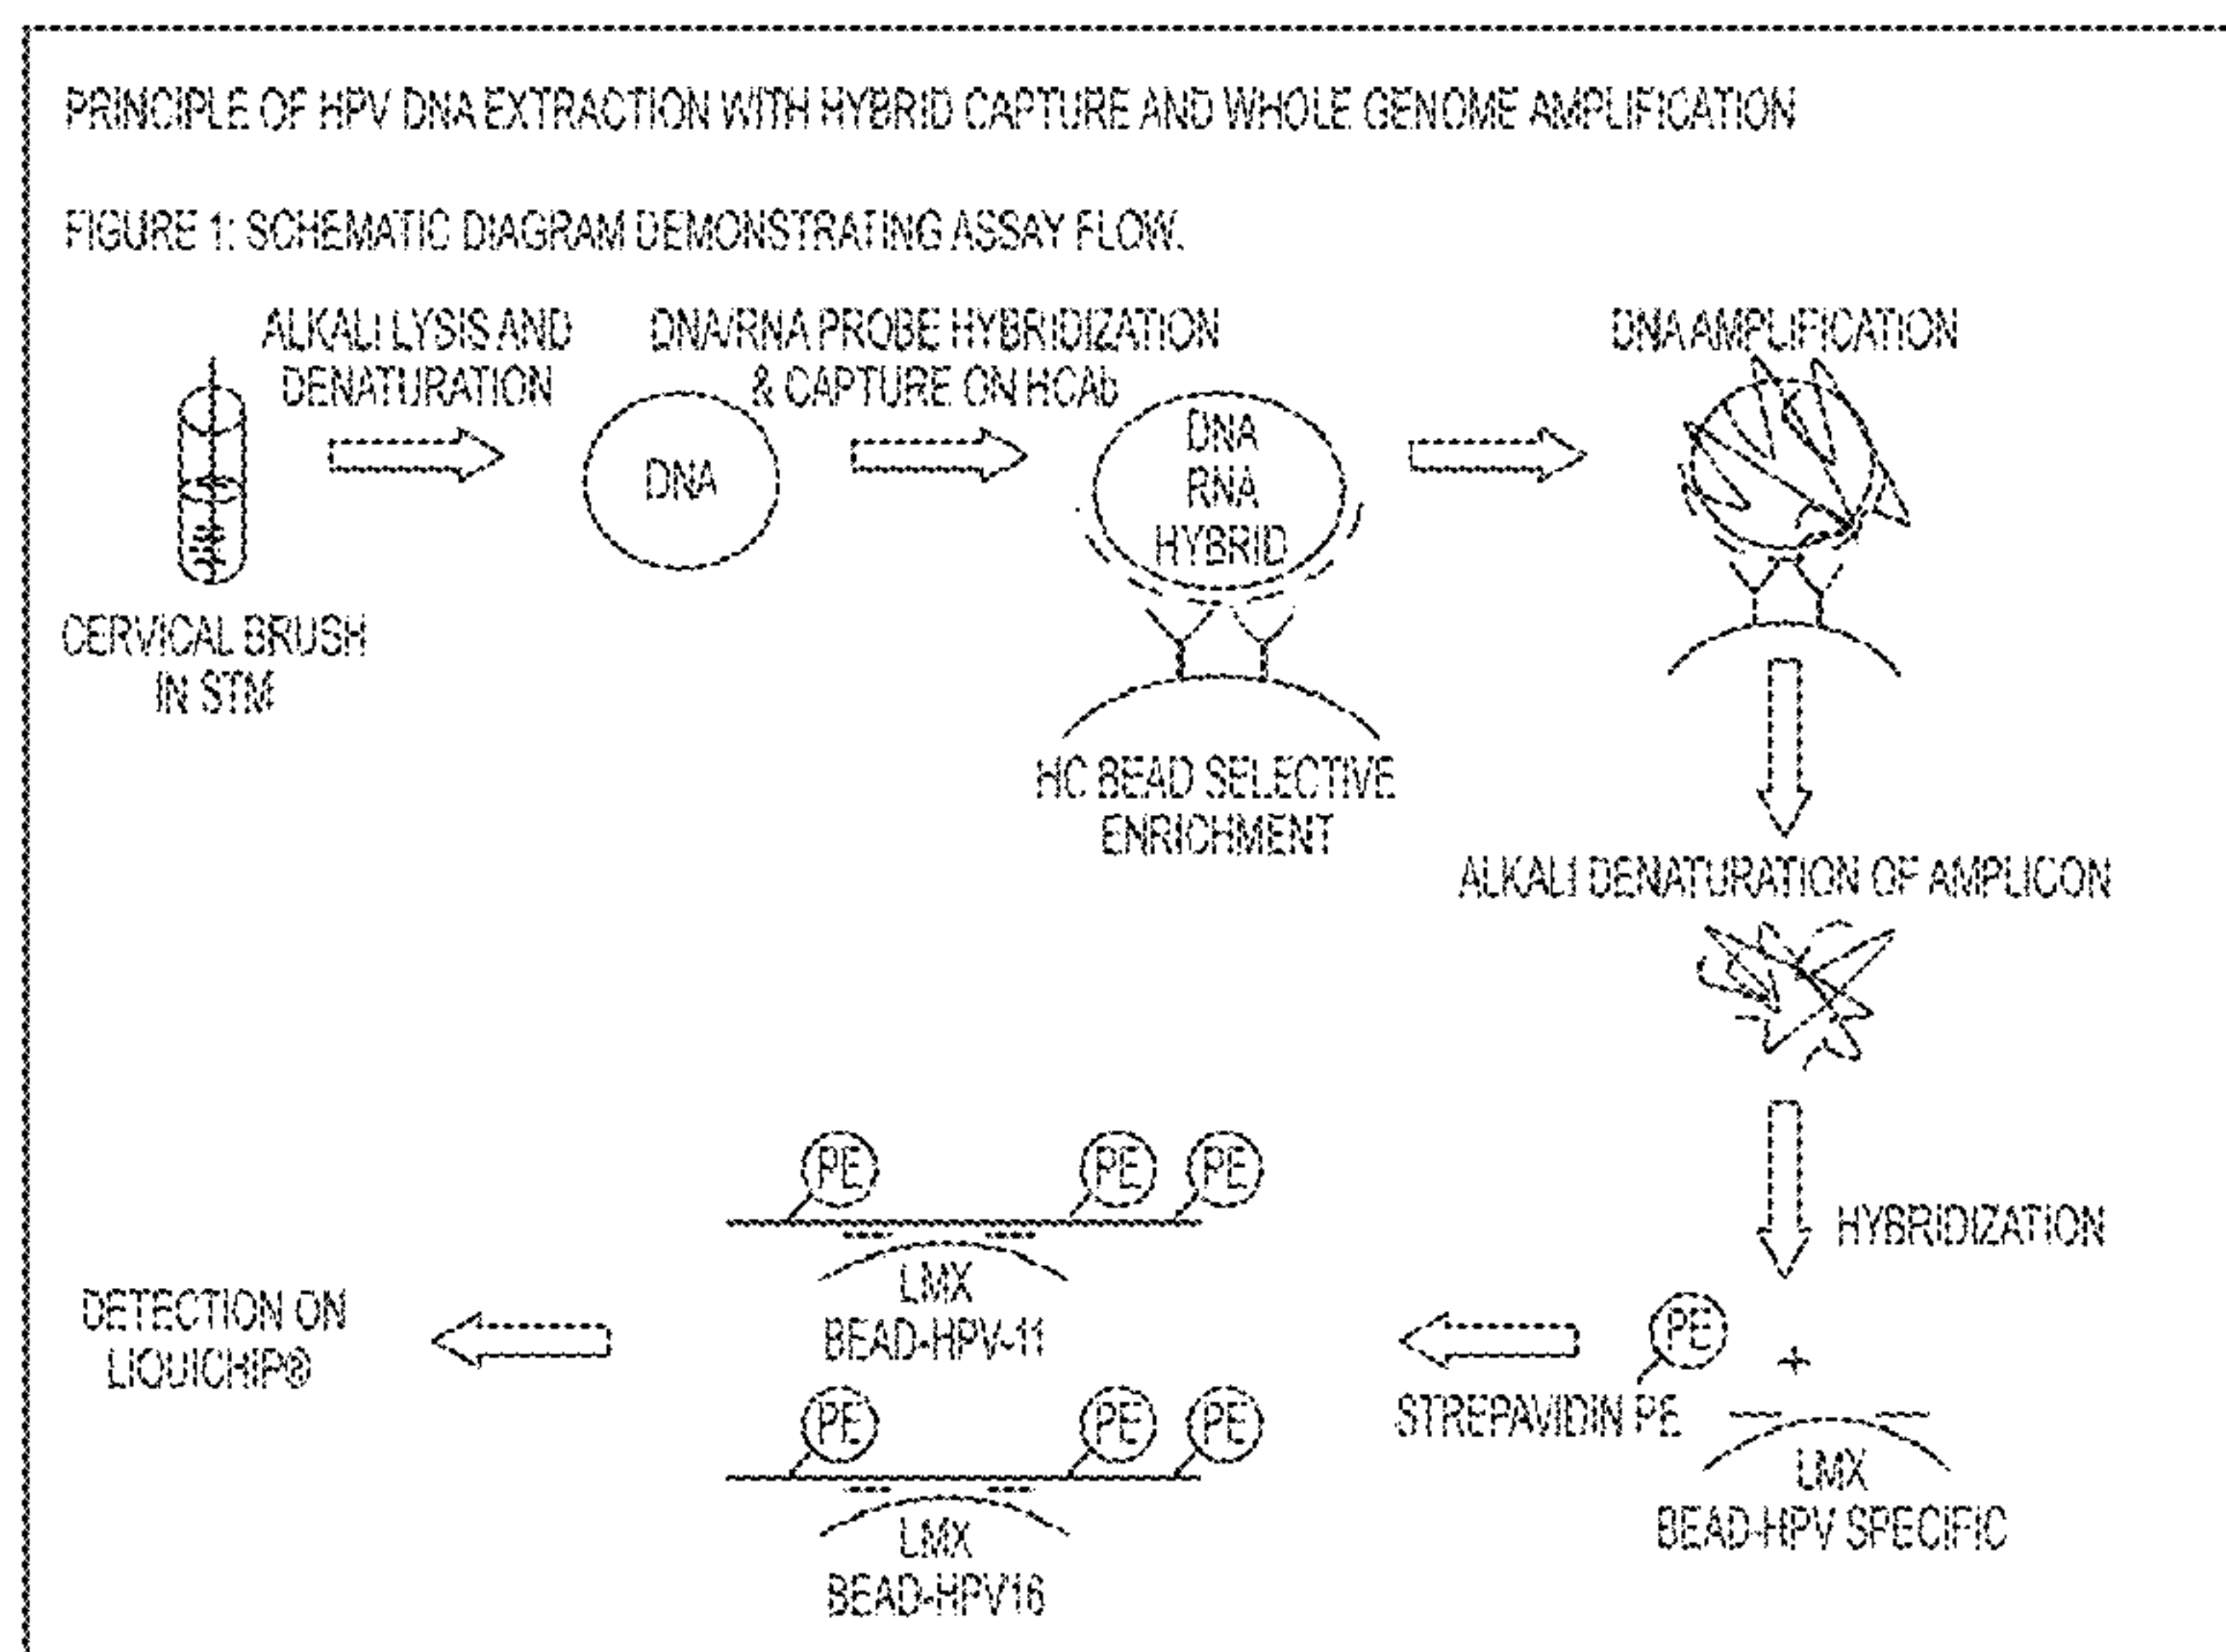 PRINCIPLE OF HPV DNA EXTRACTION WITH HYBRID CAPTURE AND WHOLE GENOME AMPLIFICATION
FIGURE 1: SCHEMATIC DIAGRAM DEMONSTRATING ASSAY FLOW.
ALKALI LYSIS AND
DENATURATION
DNA/RNA PROBE HYBRIDIZATION
& CAPTURE ON HCAb
DNA AMPLIFICATION
DNA
DNA
RNA
HYBRID
CERVICAL BRUSH
IN STM
HC BEAD SELECTIVE
ENRICHMENT
ALKALI DENATURATION OF AMPLICON
HYBRIDIZATION
PE
+
STREPAVIDIN PE
LMX
BEAD-HPV SPECIFIC
PE PE PE
LMX
BEAD-HPV-11
PE PE PE
LMX
BEAD-HPV16
DETECTION ON
LIQUICHIP®